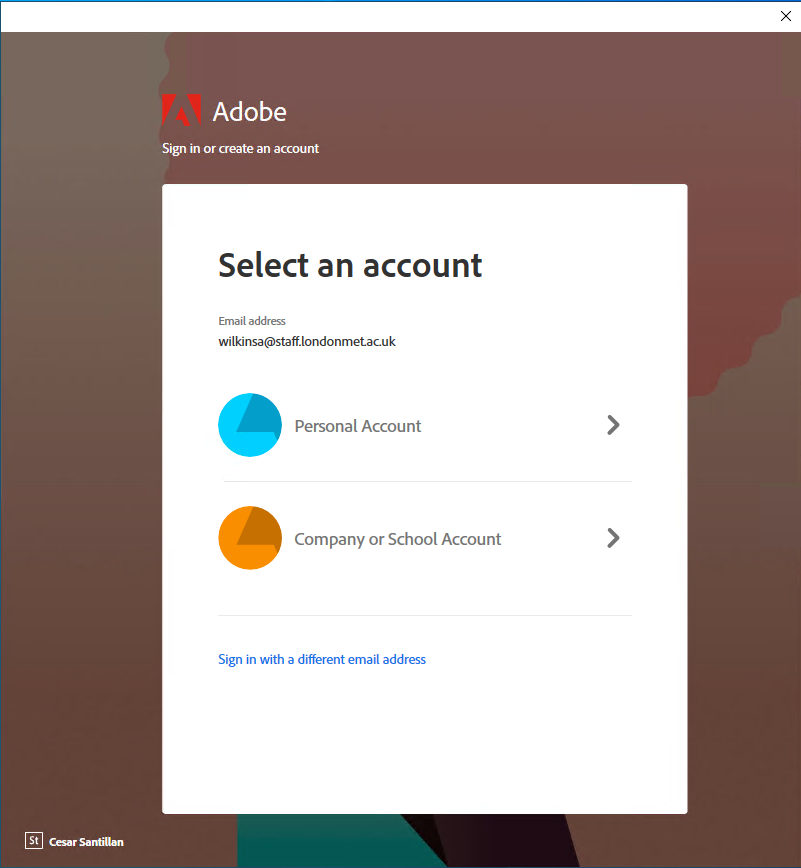 Adobe
Sign in or create an account
Select an account
Email address
wilkinsa@staff.londonmet.ac.uk
Personal Account
Company or School Account
Sign in with a different email address
St Cesar Santillan